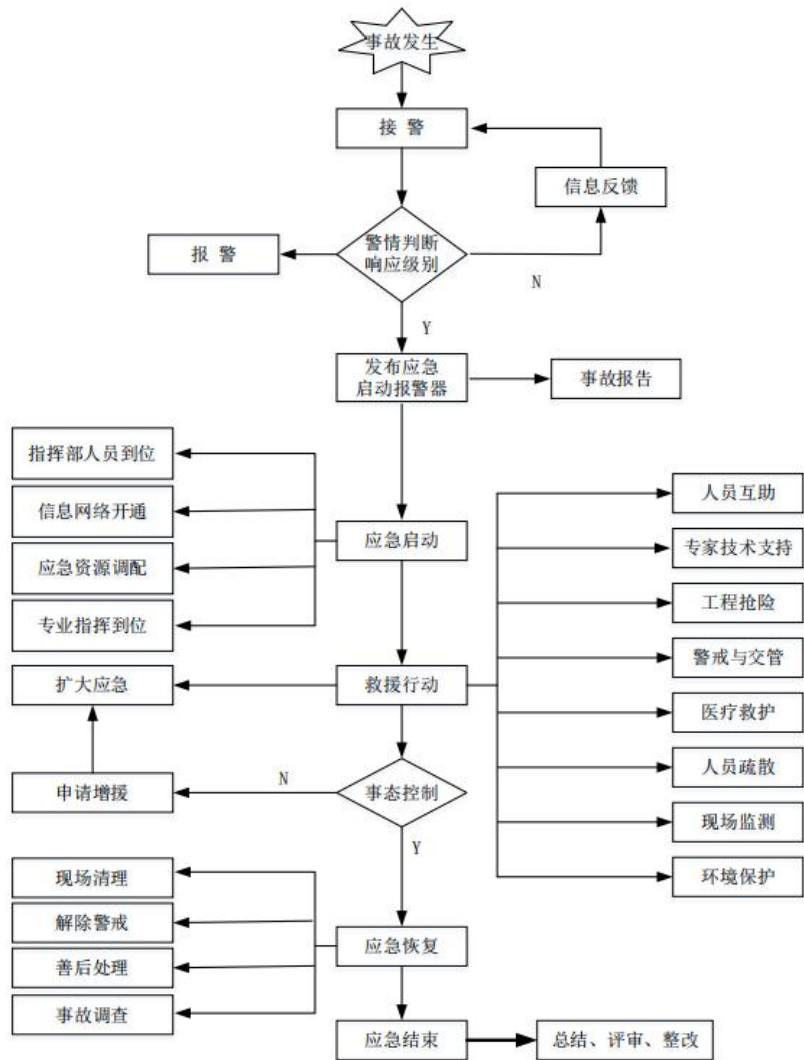 事故发生
接 警
信息反馈
报 警
警情判断
响应级别
N
Y
发布应急
启动报警器
事故报告
指挥部人员到位
信息网络开通
应急资源调配
专业指挥到位
应急启动
人员互助
专家技术支持
工程抢险
警戒与交管
医疗救护
人员疏散
现场监测
环境保护
扩大应急
救援行动
申请增援
N
事态控制
Y
现场清理
解除警戒
善后处理
事故调查
应急恢复
应急结束
总结、评审、整改